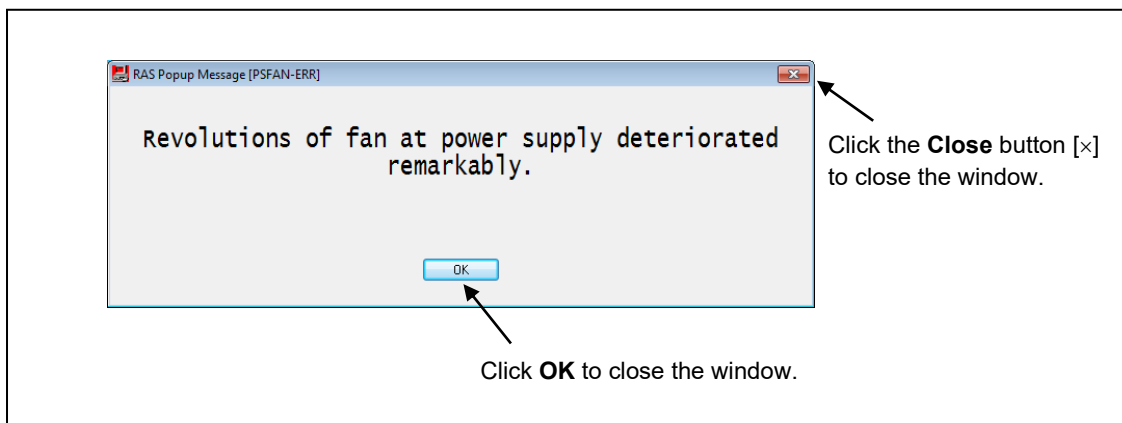 RAS Popup Message [PSFAN-ERR]
Revolutions of fan at power supply deteriorated
remarkably.
OK
Click the Close button [×]
to close the window.
Click OK to close the window.